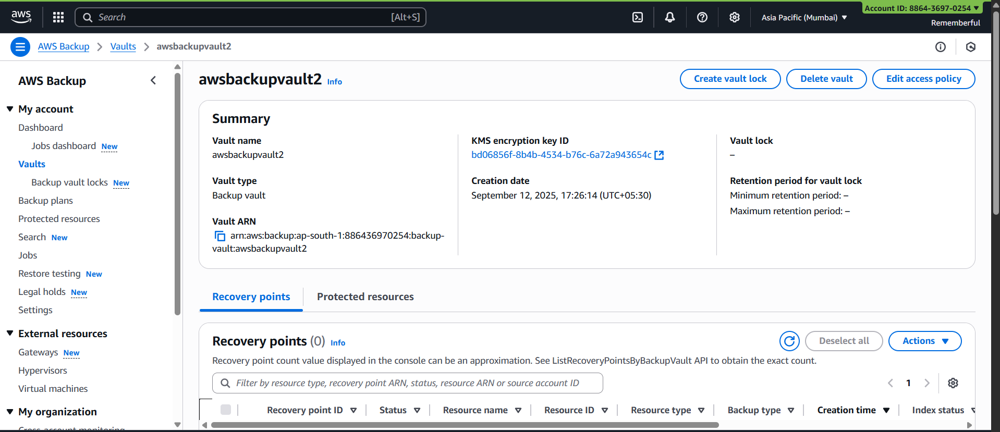 aws
Search [Alt+S]
Asia Pacific (Mumbai)
Account ID: 8864-3697-0254
Rememberful
AWS Backup
Vaults
awsbackupvault2
AWS Backup
My account
Dashboard
Jobs dashboard New
Vaults
Backup vault locks New
Backup plans
Protected resources
Search New
Jobs
Restore testing New
Legal holds New
Settings
External resources
Gateways New
Hypervisors
Virtual machines
My organization
Cross-account monitoring
awsbackupvault2 Info
Create vault lock
Delete vault
Edit access policy
Summary
Vault name
awsbackupvault2
Vault type
Backup vault
Vault ARN
arn:aws:backup:ap-south-1:886436970254:backup-
vault:awsbackupvault2
KMS encryption key ID
bd06856f-8b4b-4534-b76c-6a72a943654c
Creation date
September 12, 2025, 17:26:14 (UTC+05:30)
Vault lock
–
Retention period for vault lock
Minimum retention period: –
Maximum retention period: –
Recovery points
Protected resources
Recovery points (0) Info
Deselect all
Actions
Recovery point count value displayed in the console can be an approximation. See ListRecoveryPointsByBackupVault API to obtain the exact count.
Filter by resource type, recovery point ARN, status, resource ARN or source account ID
1
Recovery point ID
Status
Resource name
Resource ID
Resource type
Backup type
Creation time
Index status